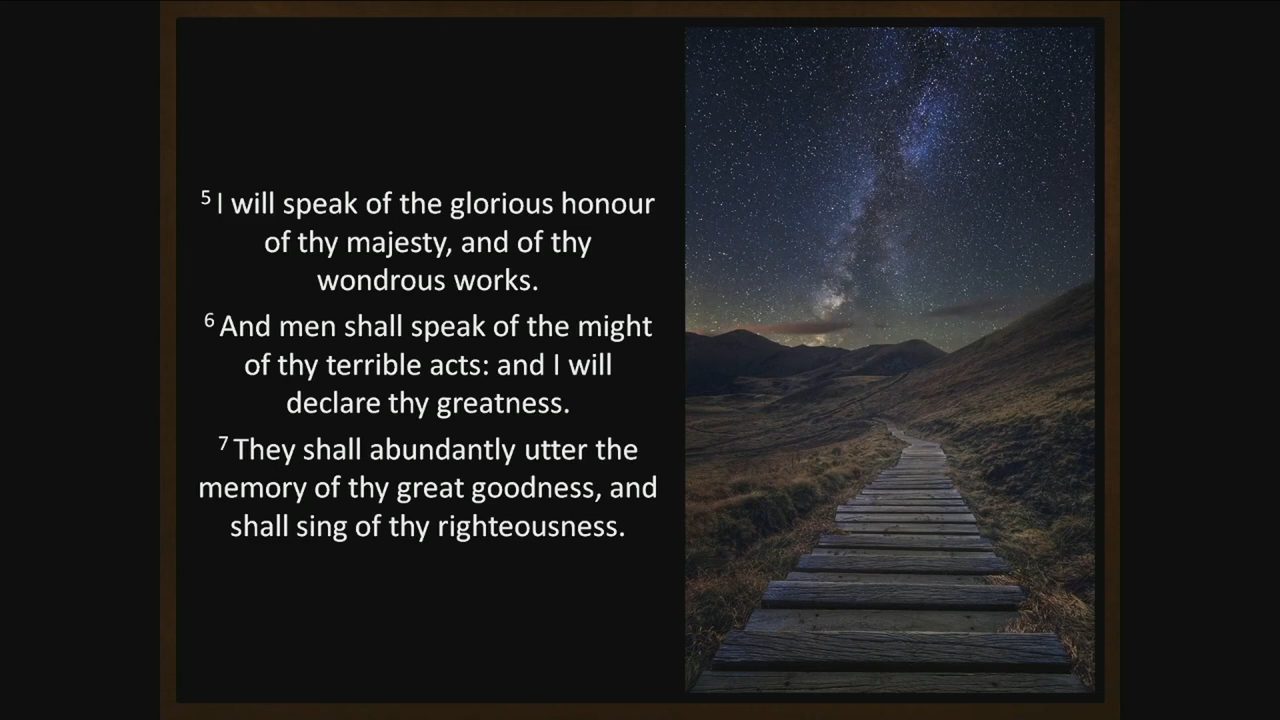 5 I will speak of the glorious honour
of thy majesty, and of thy
wondrous works.
6 And men shall speak of the might
of thy terrible acts: and I will
declare thy greatness.
7 They shall abundantly utter the
memory of thy great goodness, and
shall sing of thy righteousness.